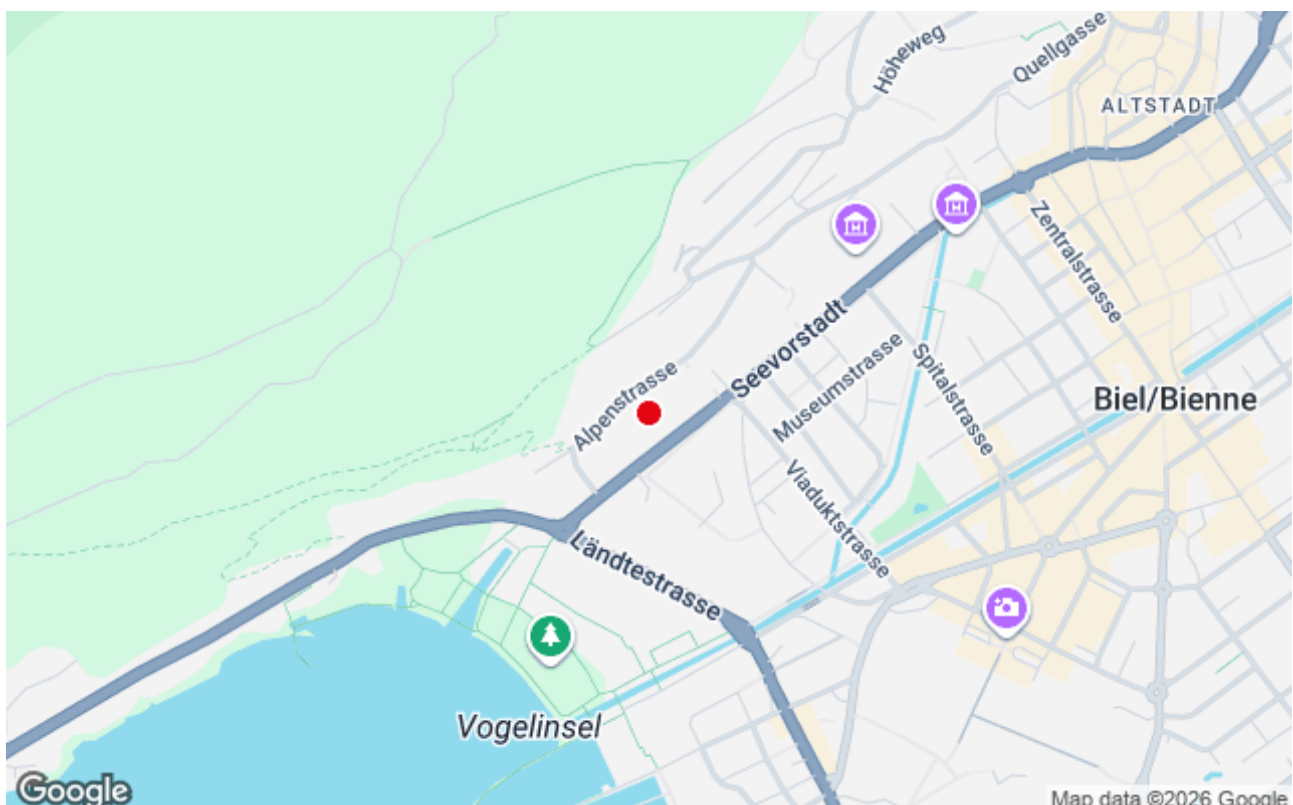 Höheweg
Quellgasse
ALTSTADT
Zentralstrasse
Seevorstadt
Museumstrasse
Spitalstrasse
Biel/Bienne
Alpenstrasse
Viaduktstrasse
Ländtestrasse
Vogelinsel
Google
Map data ©2026 Google